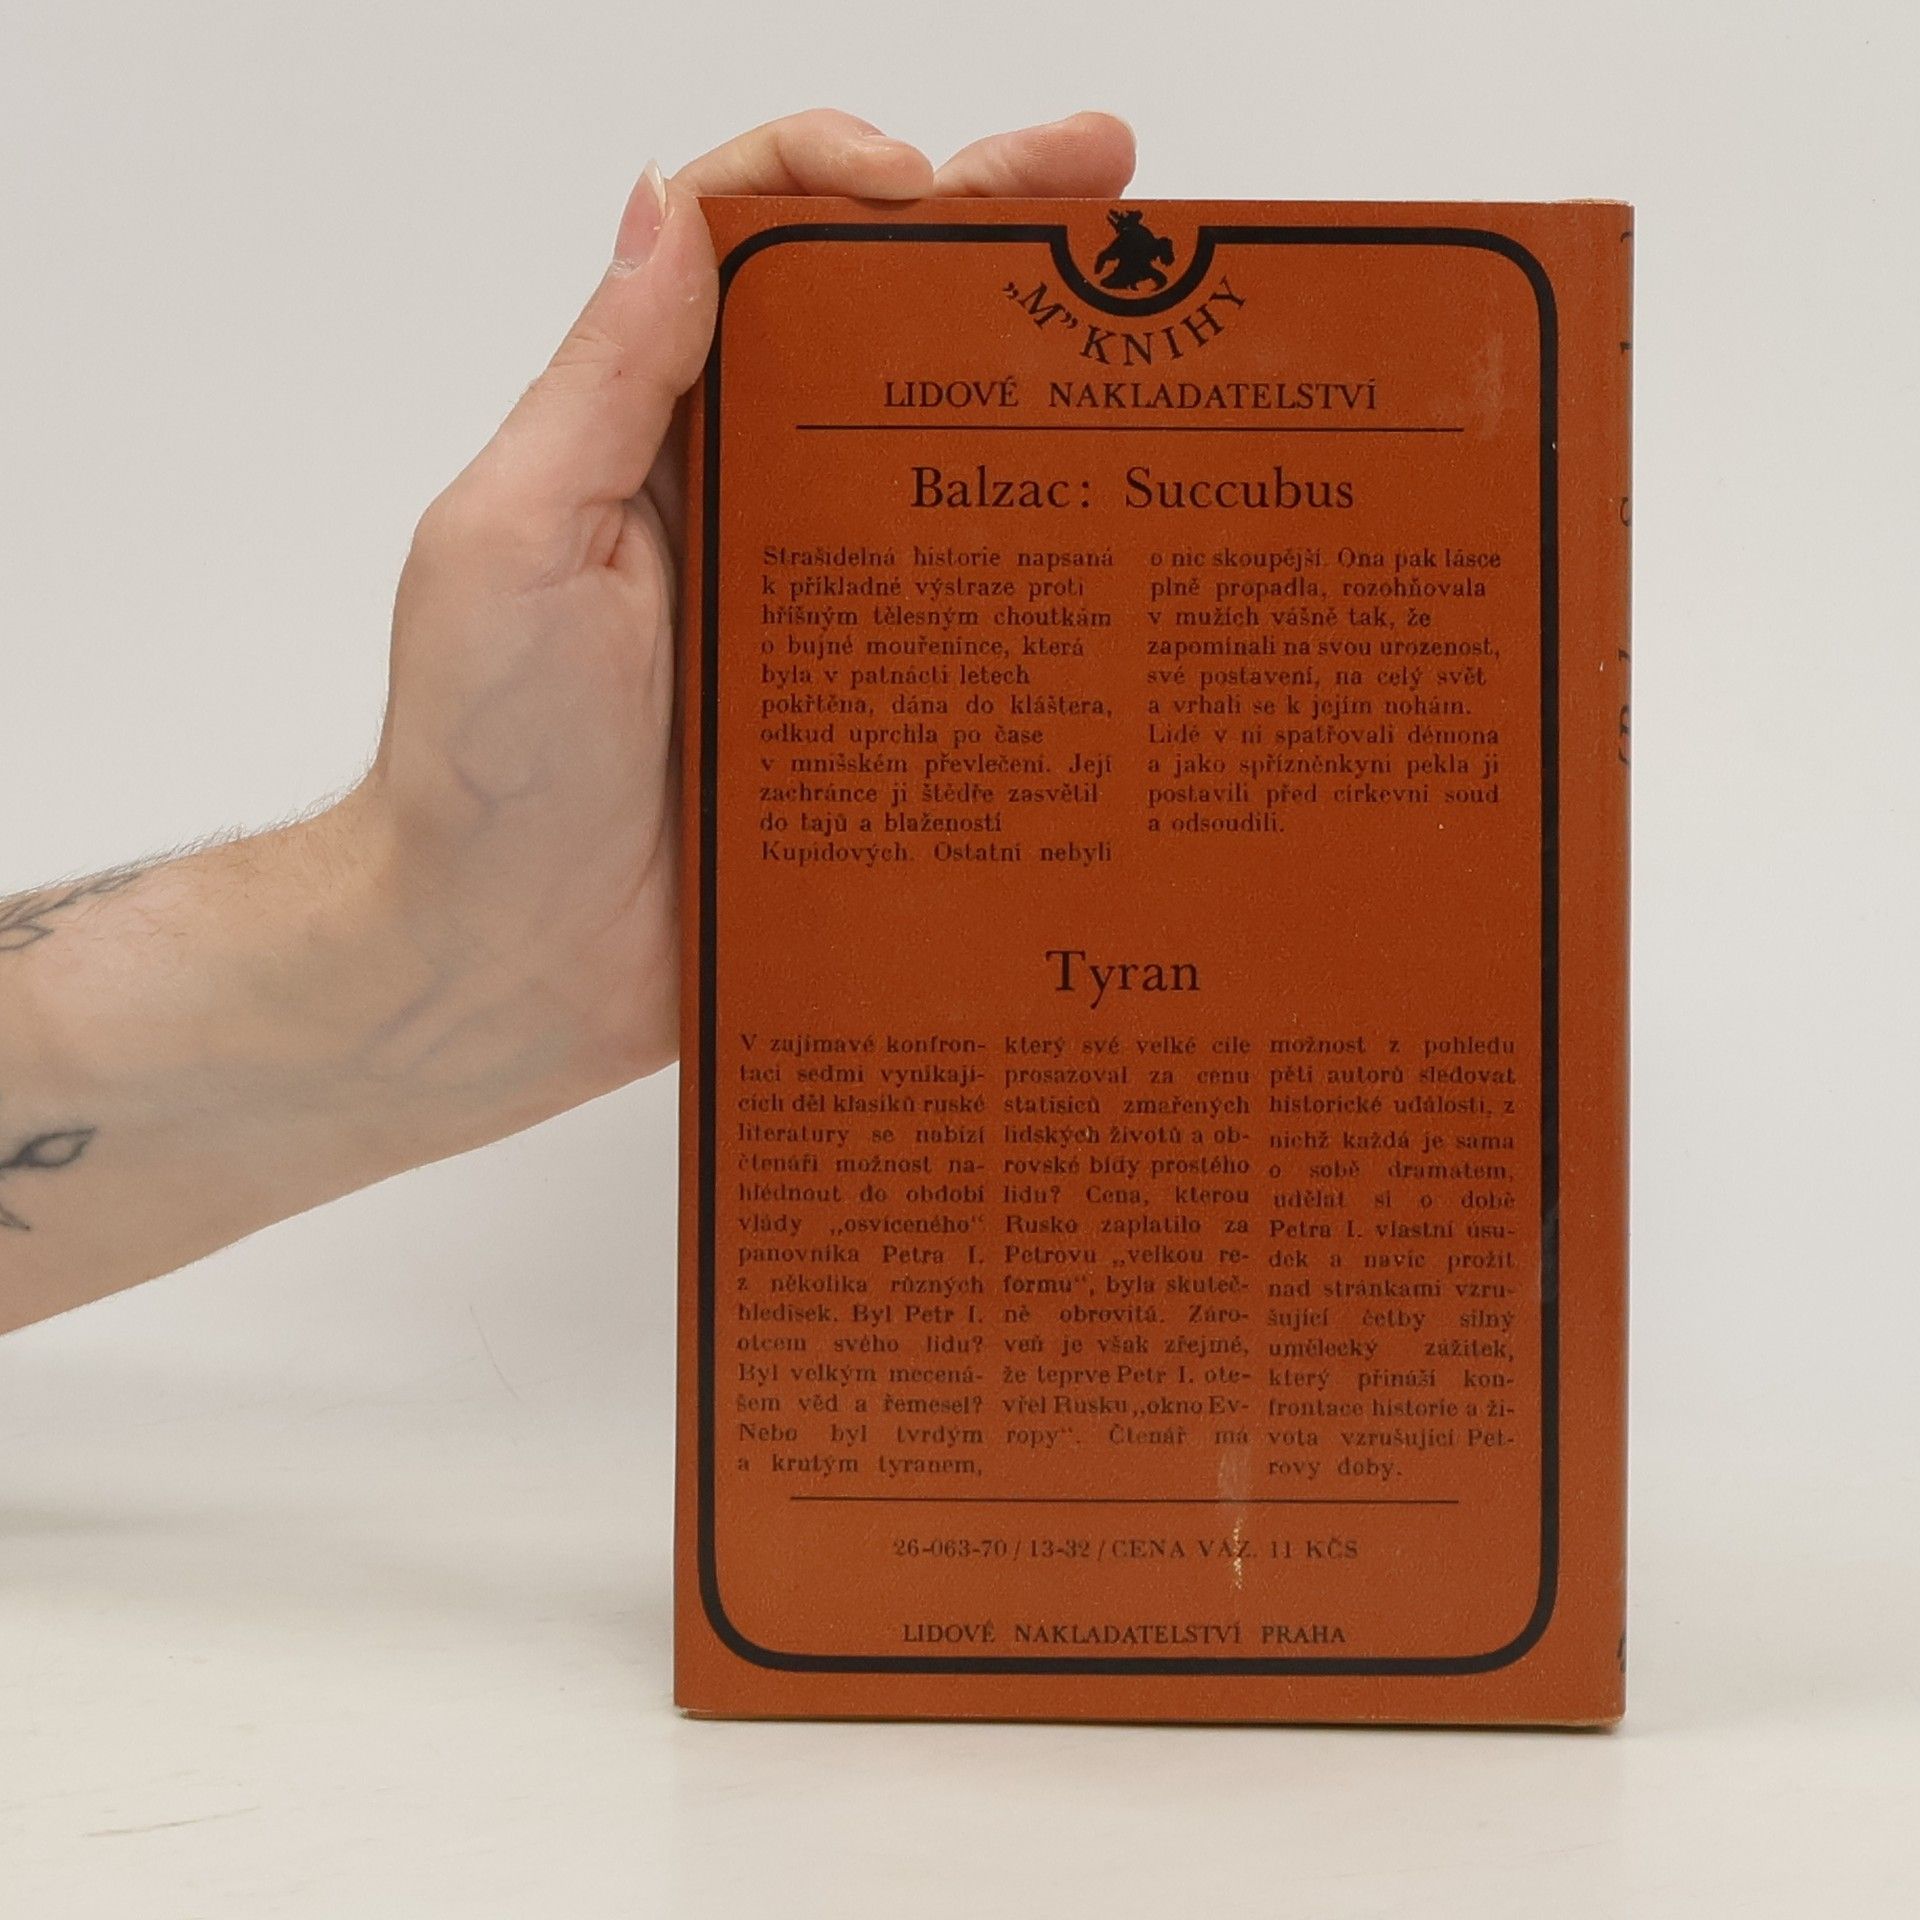 „M” KNIHY
LIDOVÉ NAKLADATELSTVÍ
Balzac: Succubus
Strašidelná historie napsaná
k příkladné výstraze proti
hříšným tělesným choutkám
o bujné mouřenínce, která
byla v patnácti letech
pokřtěna, dána do kláštera,
odkud uprchla po čase
v mnišském převlečení. Její
zachránce ji štědře zasvětil
do tajů a blažeností
Kupidových. Ostatní nebyli
o nic skoupější. Ona pak lásce
plně propadla, rozohňovala
v mužích vášně tak, že
zapomínali na svou urozenost,
své postavení, na celý svět
a vrhali se k jejím nohám.
Lidé v ní spatřovali démona
a jako spřízněnkyni pekla ji
postavili před církevní soud
a odsoudili.
Tyran
V zajímavé konfron-
taci sedmi vynikají-
cích děl klasiků ruské
literatury se nabízí
čtenáři možnost na-
hlédnout do období
vlády „osvíceného“
panovníka Petra I.
z několika různých
hledisek. Byl Petr I.
otcem svého lidu?
Byl velkým mecená-
šem věd a řemesel?
Nebo byl tvrdým
a krutým tyranem,
který své velké cíle
prosazoval za cenu
statisíců zmařených
lidských životů a ob-
rovské bídy prostého
lidu? Cena, kterou
Rusko zaplatilo za
Petrovu „velkou re-
formu“, byla skuteč-
ně obrovitá. Záro-
veň je však zřejmé,
že teprve Petr I. ote-
vřel Rusku „okno Ev-
ropy“. Čtenář má
možnost z pohledu
pěti autorů sledovat
historické události, z
nichž každá je sama
o sobě dramatem,
udělat si o době
Petra I. vlastní úsu-
dek a navíc prožít
nad stránkami vzru-
šující četby silný
umělecký zážitek,
který přináší kon-
frontace historie a ži-
vota vzrušující Pet-
rovy doby.
26-063-70 / 13-32 / CENA VÁZ. 11 KČS
LIDOVÉ NAKLADATELSTVÍ PRAHA